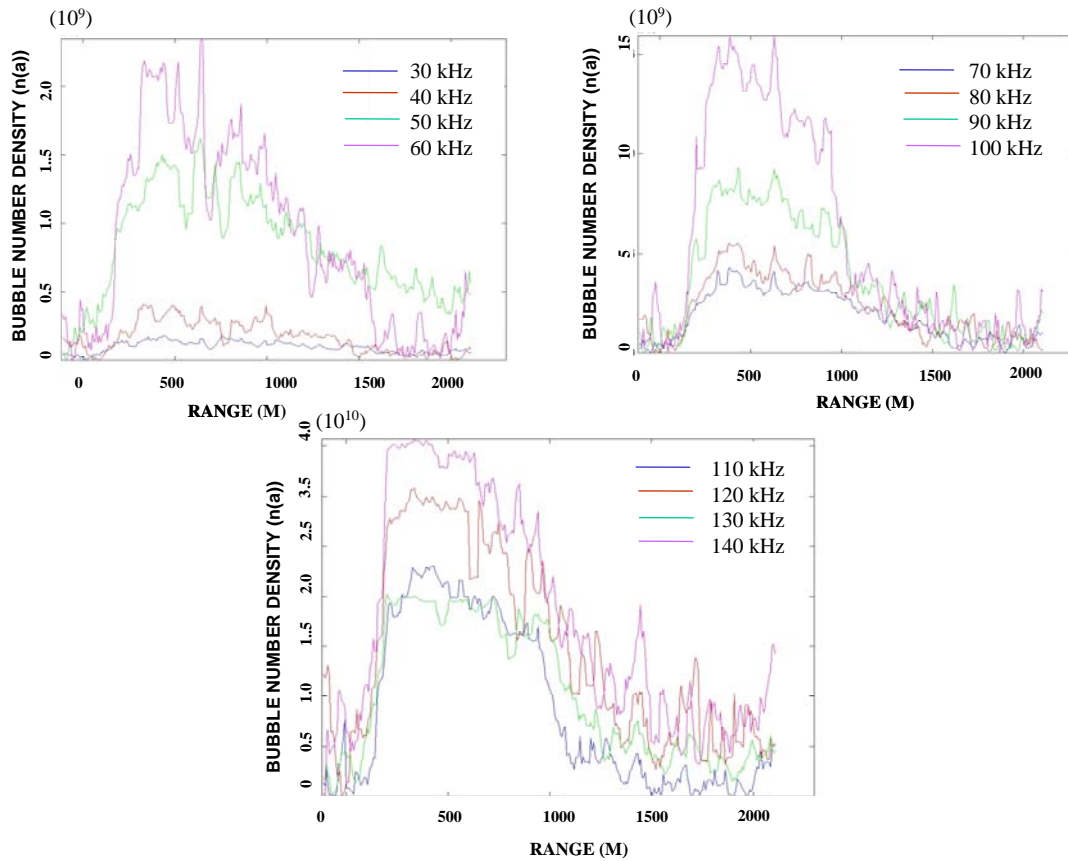 (10⁹)
BUBBLE NUMBER DENSITY (n(a))
2.0
1.5
1.0
0.5
0
30 kHz
40 kHz
50 kHz
60 kHz
0 500 1000 1500 2000
RANGE (M)
(10⁹)
BUBBLE NUMBER DENSITY (n(a))
15
10
5
0
70 kHz
80 kHz
90 kHz
100 kHz
0 500 1000 1500 2000
RANGE (M)
(10¹⁰)
BUBBLE NUMBER DENSITY (n(a))
4.0
3.5
2.5
2.0
1.5
1.0
0.5
0
110 kHz
120 kHz
130 kHz
140 kHz
0 500 1000 1500 2000
RANGE (M)